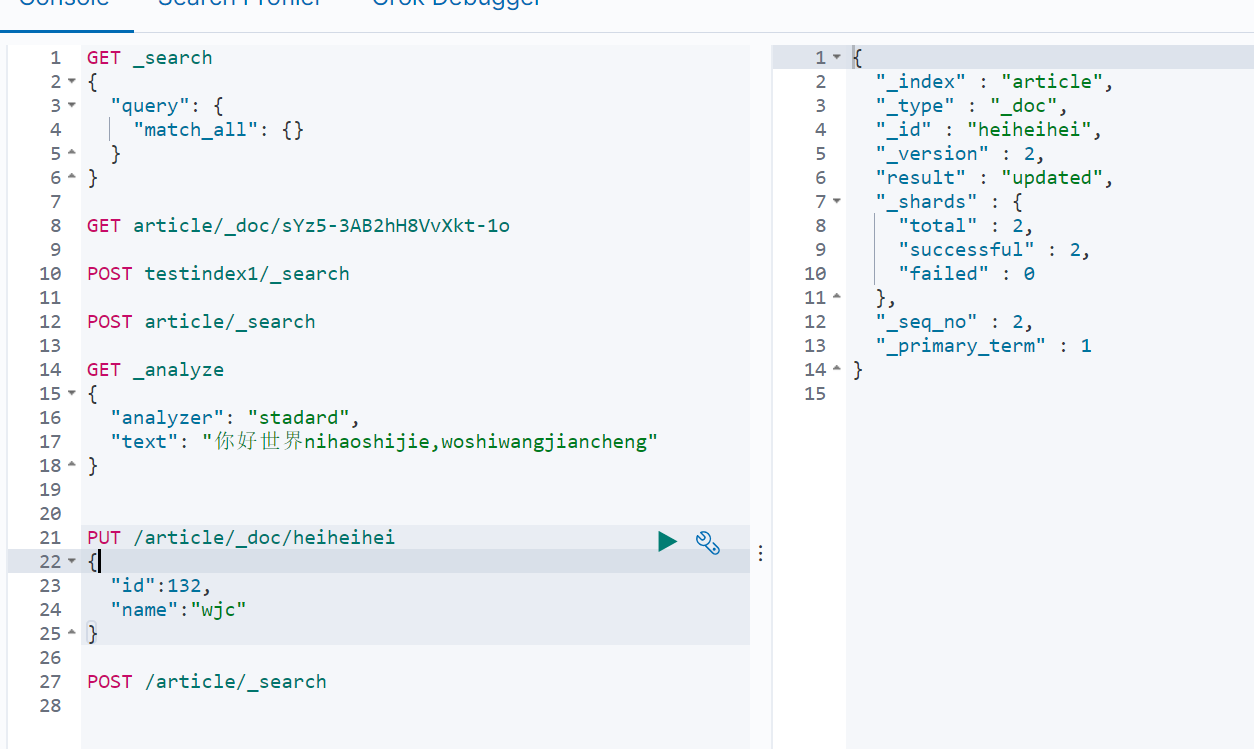 Console Search Profiler Grok Debugger
1 GET _search
2 {
3 "query": {
4 "match_all": {}
5 }
6 }
7
8 GET article/_doc/sYz5-3AB2hH8VvXkt-1o
9
10 POST testindex1/_search
11
12 POST article/_search
13
14 GET _analyze
15 {
16 "analyzer": "stadard",
17 "text": "你好世界nihaoshijie,woshiwangjiancheng"
18 }
19
20
21 PUT /article/_doc/heiheihei
22 {
23 "id":132,
24 "name":"wjc"
25 }
26
27 POST /article/_search
28
1 {
2 "_index" : "article",
3 "_type" : "_doc",
4 "_id" : "heiheihei",
5 "_version" : 2,
6 "result" : "updated",
7 "_shards" : {
8 "total" : 2,
9 "successful" : 2,
10 "failed" : 0
11 },
12 "_seq_no" : 2,
13 "_primary_term" : 1
14 }
15